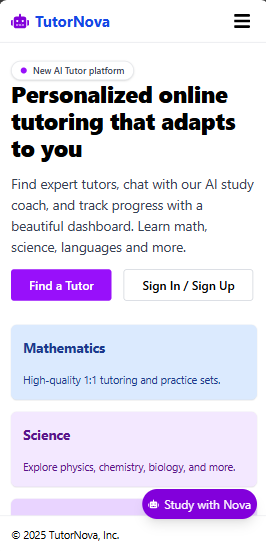 TutorNova
New AI Tutor platform
Personalized online
tutoring that adapts
to you
Find expert tutors, chat with our AI study
coach, and track progress with a
beautiful dashboard. Learn math,
science, languages and more.
Find a Tutor
Sign In / Sign Up
Mathematics
High-quality 1:1 tutoring and practice sets.
Science
Explore physics, chemistry, biology, and more.
Study with Nova
© 2025 TutorNova, Inc.